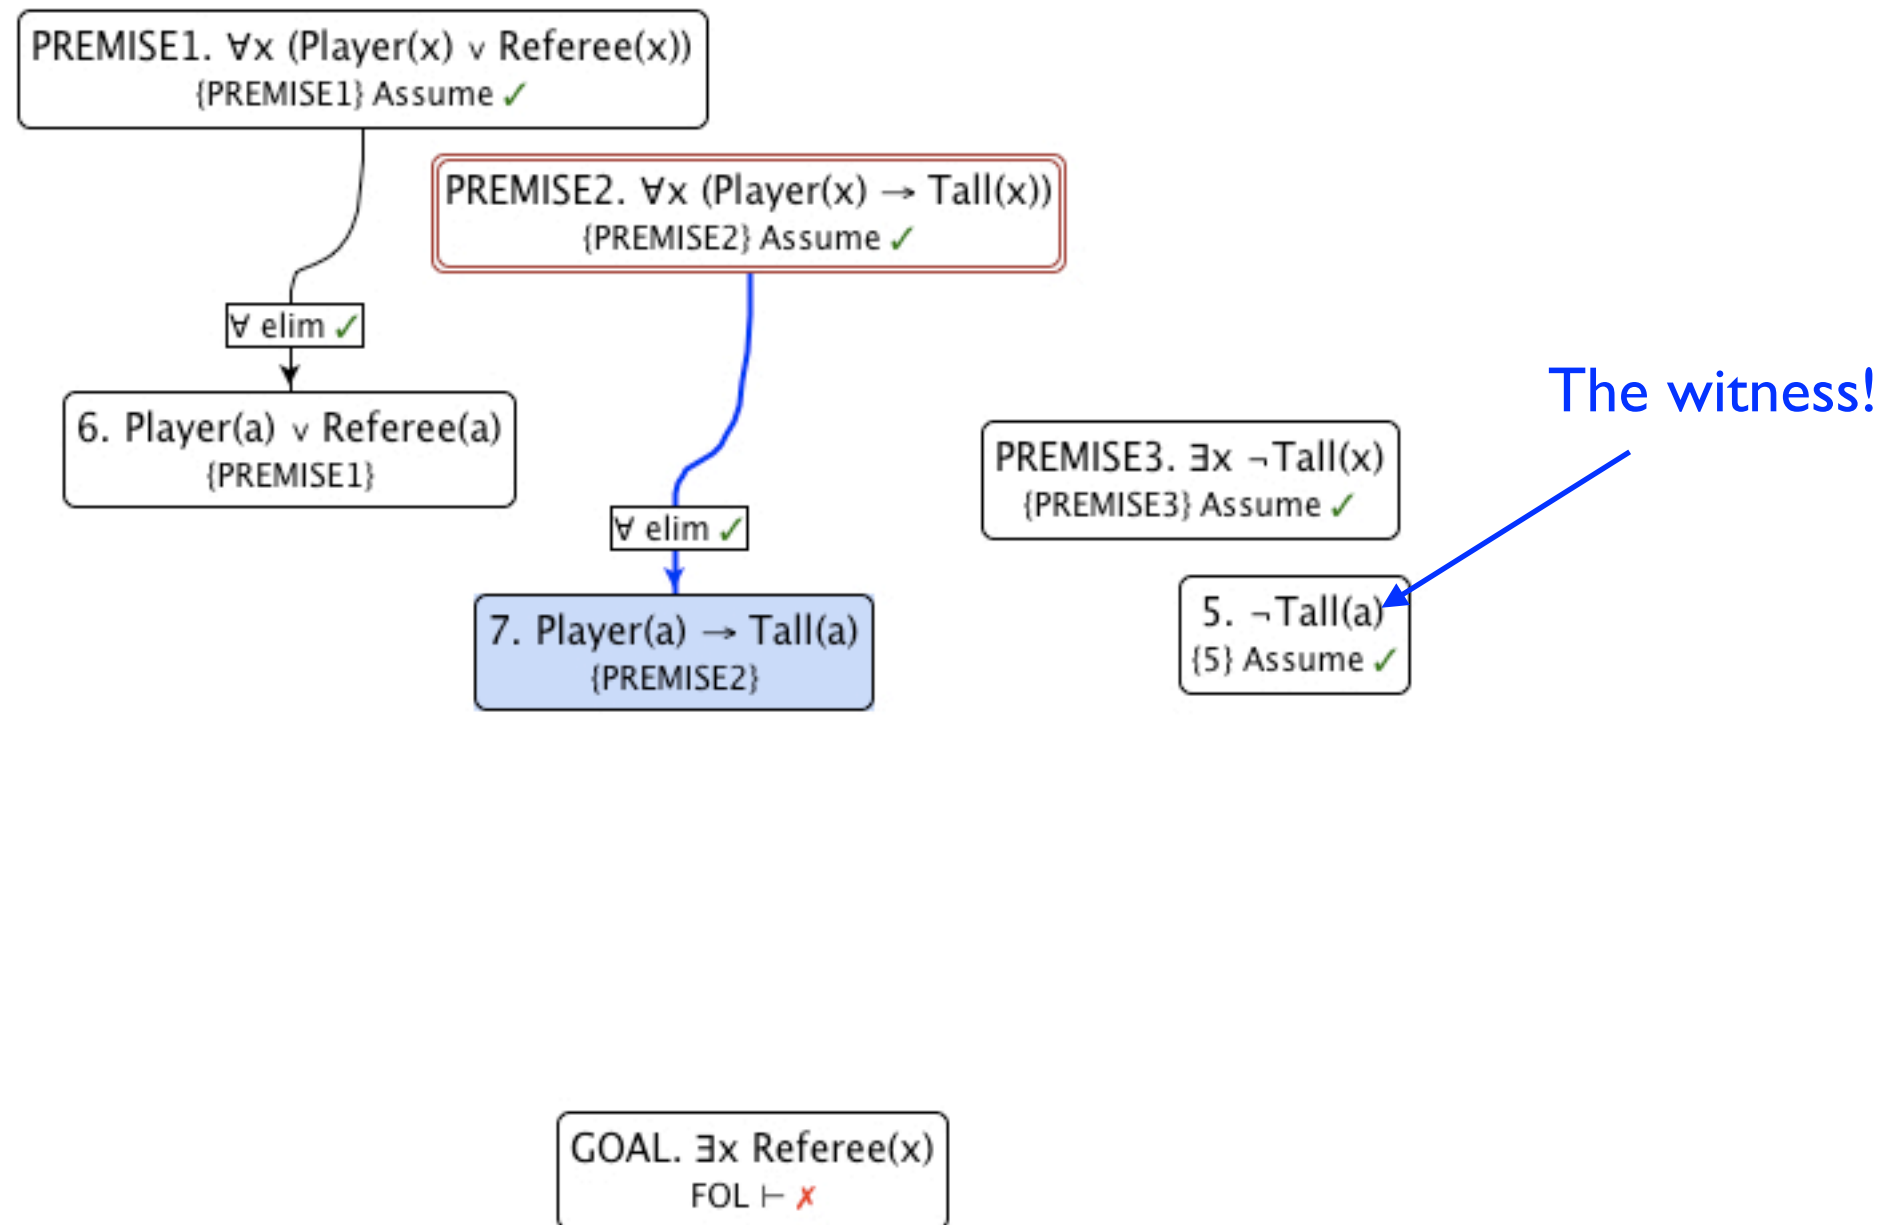 PREMISE1. ∀x (Player(x) ∨ Referee(x))
{PREMISE1} Assume ✓
PREMISE2. ∀x (Player(x) → Tall(x))
{PREMISE2} Assume ✓
∀ elim ✓
6. Player(a) ∨ Referee(a)
{PREMISE1}
The witness!
PREMISE3. ∃x ¬Tall(x)
{PREMISE3} Assume ✓
∀ elim ✓
7. Player(a) → Tall(a)
{PREMISE2}
5. ¬Tall(a)
{5} Assume ✓
GOAL. ∃x Referee(x)
FOL ⊢ ✗